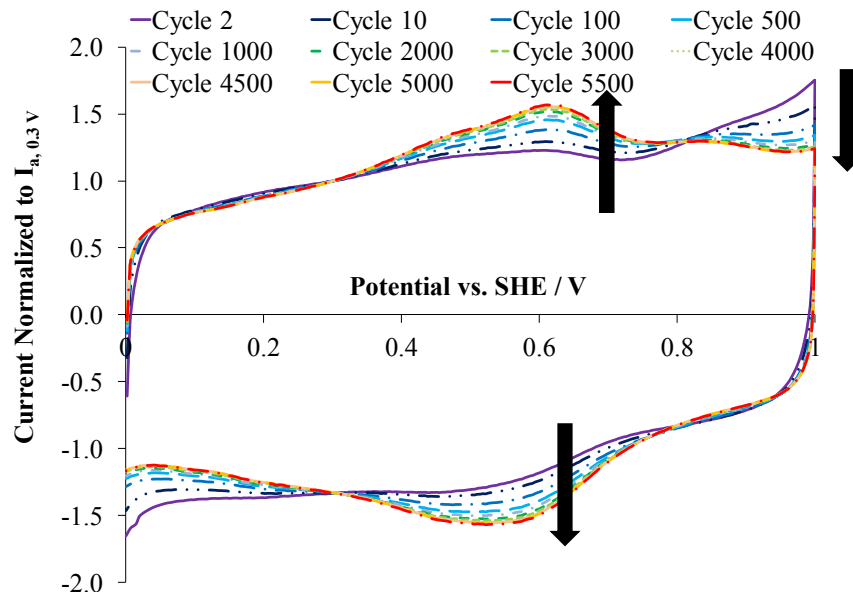 Cycle 2 Cycle 10 Cycle 100 Cycle 500
Cycle 1000 Cycle 2000 Cycle 3000 Cycle 4000
Cycle 4500 Cycle 5000 Cycle 5500
2.0
1.5
1.0
0.5
0.0
-0.5
-1.0
-1.5
-2.0
Current Normalized to I a, 0.3 V
Potential vs. SHE / V
0 0.2 0.4 0.6 0.8 1